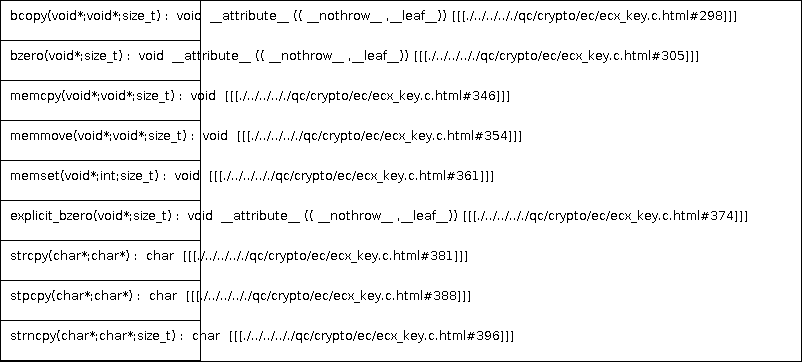 bcopy(void*;void*;size_t) : void __attribute__ (( __nothrow__ ,__leaf__)) [[[./../../.././qc/crypto/ec/ecx_key.c.html#298]]]
bzero(void*;size_t) : void __attribute__ (( __nothrow__ ,__leaf__)) [[[./../../.././qc/crypto/ec/ecx_key.c.html#305]]]
memcpy(void*;void*;size_t) : void [[[./../../.././qc/crypto/ec/ecx_key.c.html#346]]]
memmove(void*;void*;size_t) : void [[[./../../.././qc/crypto/ec/ecx_key.c.html#354]]]
memset(void*;int;size_t) : void [[[./../../.././qc/crypto/ec/ecx_key.c.html#361]]]
explicit_bzero(void*;size_t) : void __attribute__ (( __nothrow__ ,__leaf__)) [[[./../../.././qc/crypto/ec/ecx_key.c.html#374]]]
strcpy(char*;char*) : char [[[./../../.././qc/crypto/ec/ecx_key.c.html#381]]]
stpcpy(char*;char*) : char [[[./../../.././qc/crypto/ec/ecx_key.c.html#388]]]
strncpy(char*;char*;size_t) : char [[[./../../.././qc/crypto/ec/ecx_key.c.html#396]]]